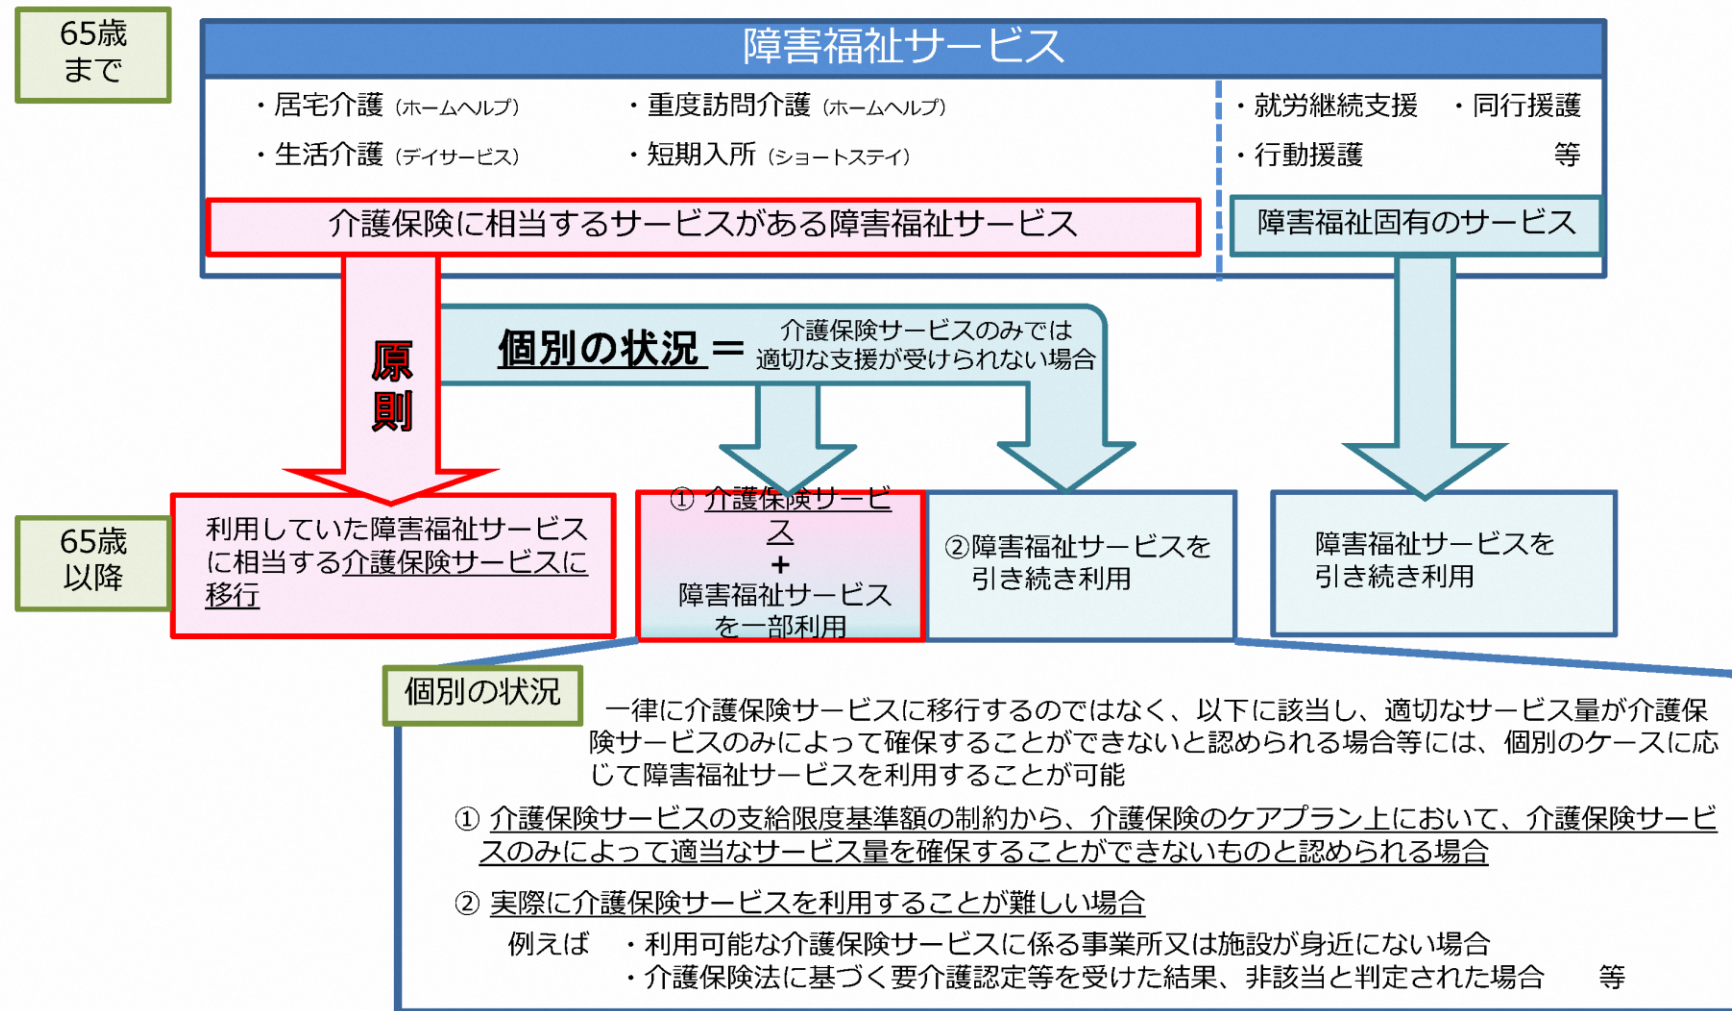 65歳
まで
障害福祉サービス
・居宅介護（ホームヘルプ）　・重度訪問介護（ホームヘルプ）
・生活介護（デイサービス）　・短期入所（ショートステイ）
・就労継続支援　・同行援護
・行動援護　等
介護保険に相当するサービスがある障害福祉サービス
障害福祉固有のサービス
原
則
個別の状況＝
介護保険サービスのみでは
適切な支援が受けられない場合
65歳
以降
利用していた障害福祉サービス
に相当する介護保険サービスに
移行
① 介護保険サービ
ス
+
障害福祉サービス
を一部利用
②障害福祉サービスを
引き続き利用
障害福祉サービスを
引き続き利用
個別の状況
一律に介護保険サービスに移行するのではなく、以下に該当し、適切なサービス量が介護保
険サービスのみによって確保することができないと認められる場合等には、個別のケースに応
じて障害福祉サービスを利用することが可能
① 介護保険サービスの支給限度基準額の制約から、介護保険のケアプラン上において、介護保険サービ
スのみによって適当なサービス量を確保することができないものと認められる場合
② 実際に介護保険サービスを利用することが難しい場合
例えば　・利用可能な介護保険サービスに係る事業所又は施設が身近にない場合
・介護保険法に基づく要介護認定等を受けた結果、非該当と判定された場合　等